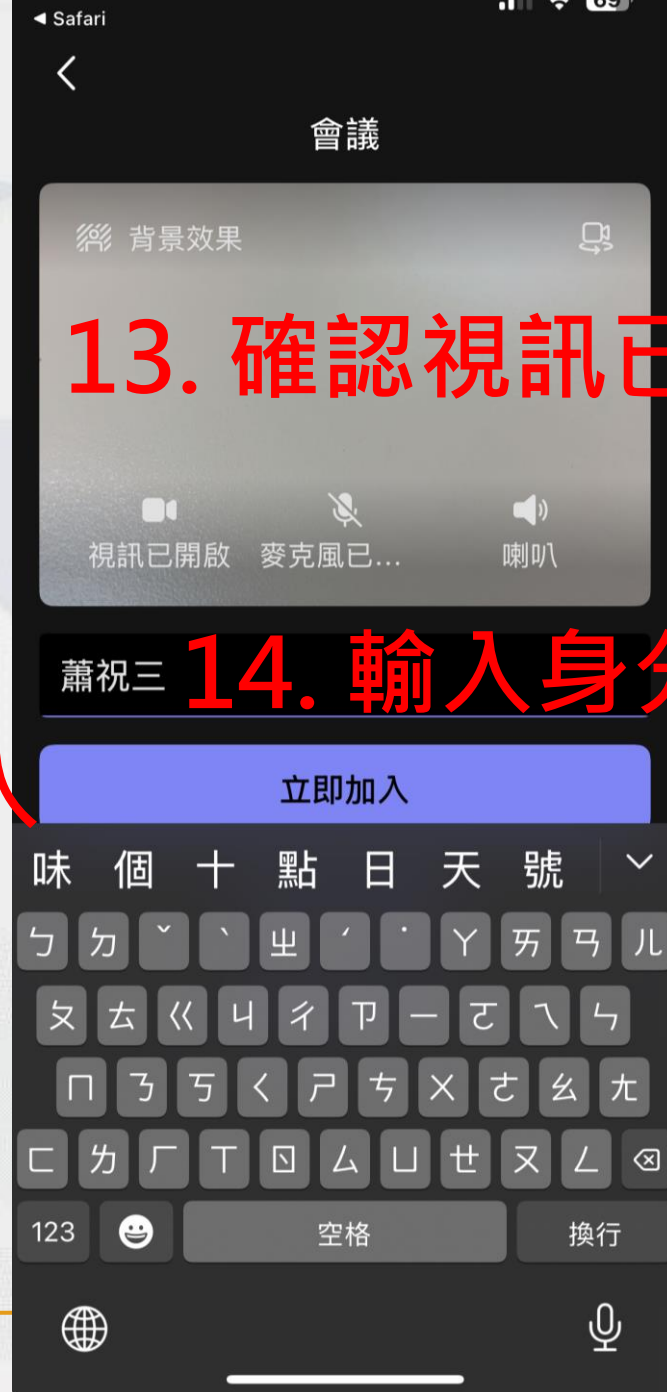 ◀ Safari
69
會議
背景效果
13. 確認視訊已
視訊已開啟 麥克風已... 喇叭
蕭祝三
14. 輸入身分
立即加入
味 個 十 點 日 天 號
ㄅ ㄉ ˇ ˋ ㄓ ˊ ˙ ㄚ ㄞ ㄢ ㄦ
ㄆ ㄊ ㄍ ㄐ ㄔ ㄗ ㄧ ㄛ ㄟ ㄣ
ㄇ ㄋ ㄎ ㄑ ㄕ ㄘ ㄨ ㄜ ㄠ ㄤ
ㄈ ㄌ ㄏ ㄒ ㄖ ㄙ ㄩ ㄝ ㄡ ㄥ
123 空格 換行